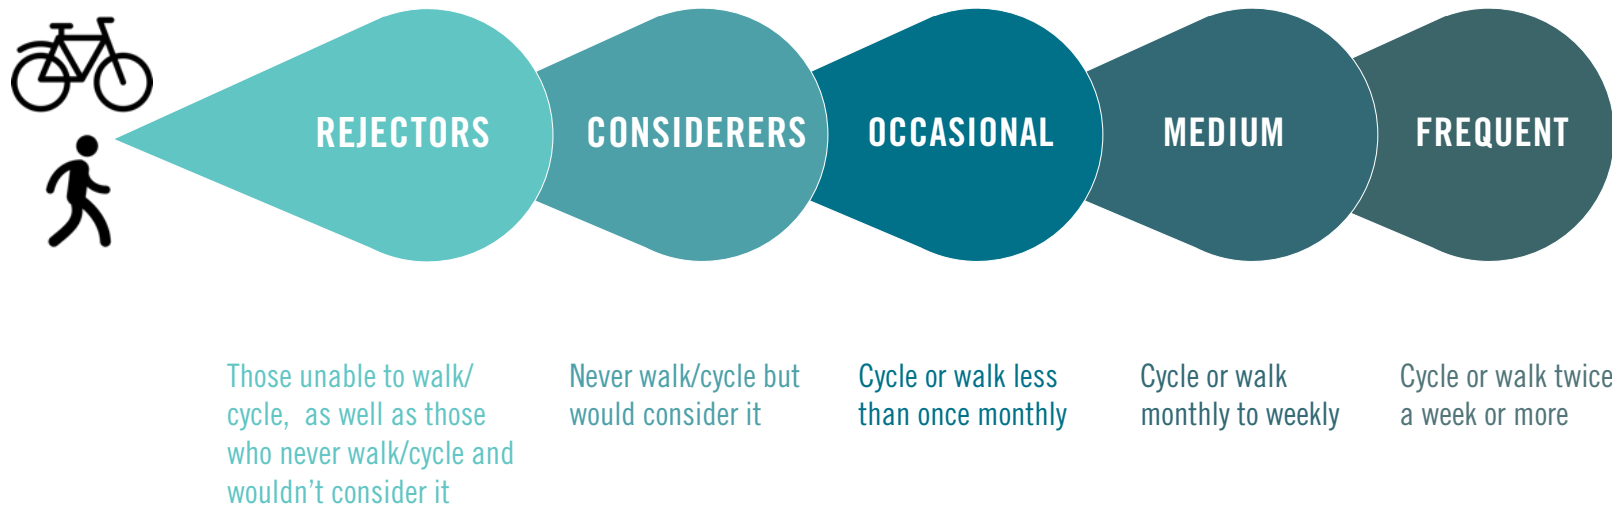 REJECTORS
CONSIDERERS
OCCASIONAL
MEDIUM
FREQUENT
Those unable to walk/
cycle, as well as those
who never walk/cycle and
wouldn't consider it
Never walk/cycle but
would consider it
Cycle or walk less
than once monthly
Cycle or walk
monthly to weekly
Cycle or walk twice
a week or more